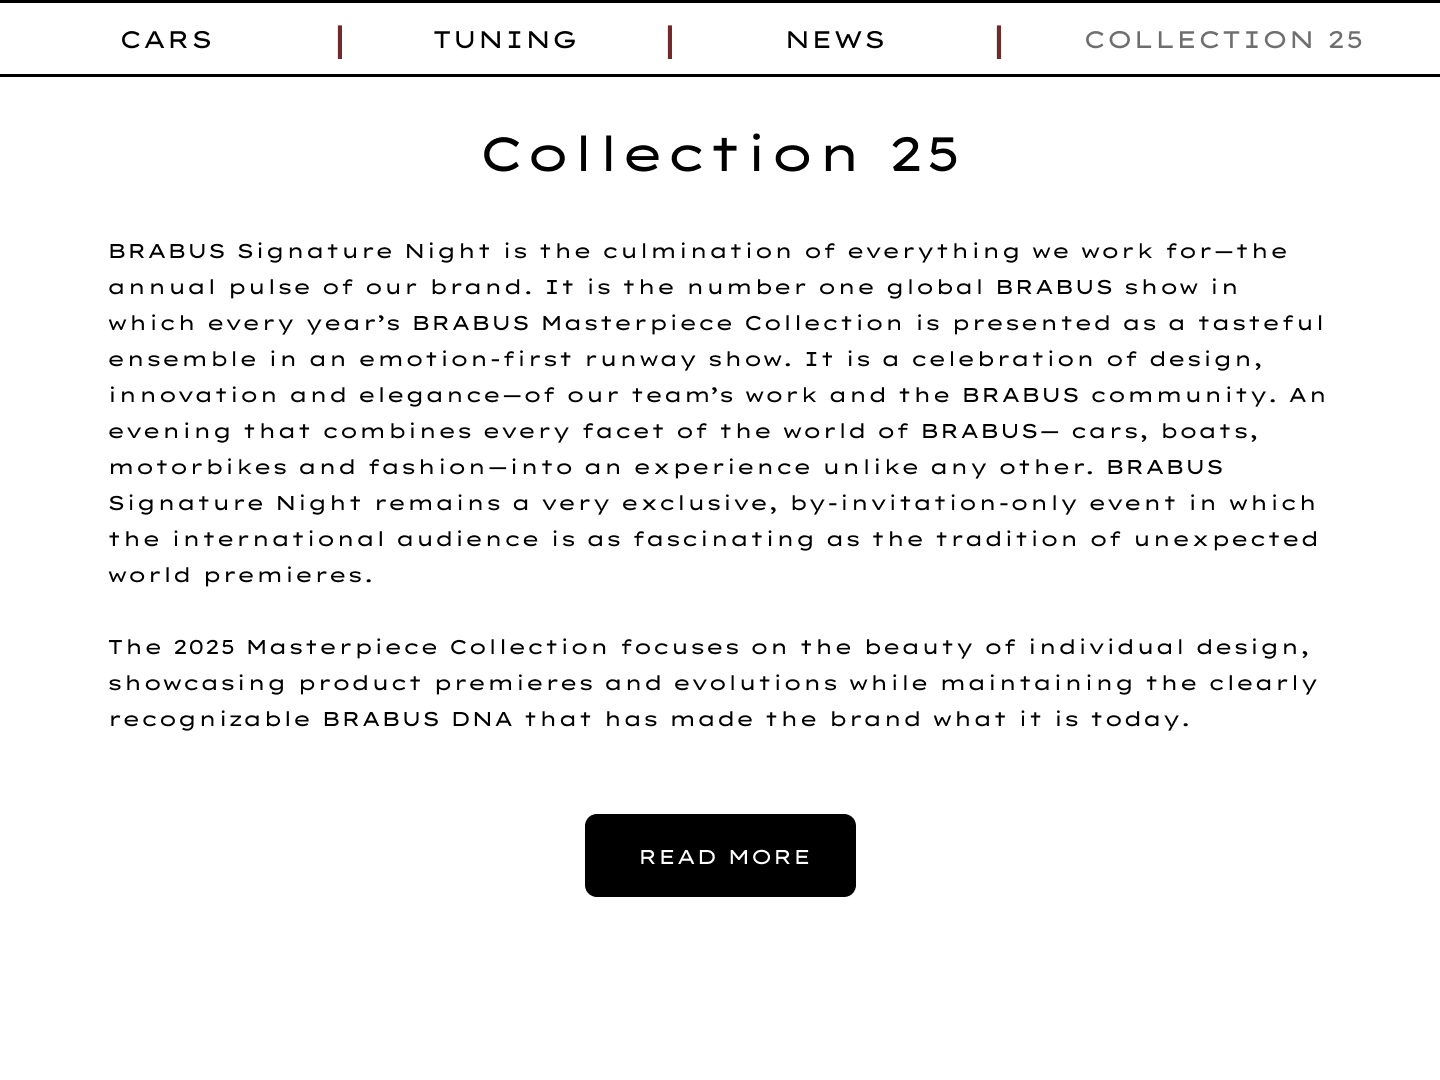 CARS | TUNING | NEWS | COLLECTION 25
Collection 25
BRABUS Signature Night is the culmination of everything we work for—the
annual pulse of our brand. It is the number one global BRABUS show in
which every year’s BRABUS Masterpiece Collection is presented as a tasteful
ensemble in an emotion-first runway show. It is a celebration of design,
innovation and elegance—of our team’s work and the BRABUS community. An
evening that combines every facet of the world of BRABUS— cars, boats,
motorbikes and fashion—into an experience unlike any other. BRABUS
Signature Night remains a very exclusive, by-invitation-only event in which
the international audience is as fascinating as the tradition of unexpected
world premieres.
The 2025 Masterpiece Collection focuses on the beauty of individual design,
showcasing product premieres and evolutions while maintaining the clearly
recognizable BRABUS DNA that has made the brand what it is today.
READ MORE